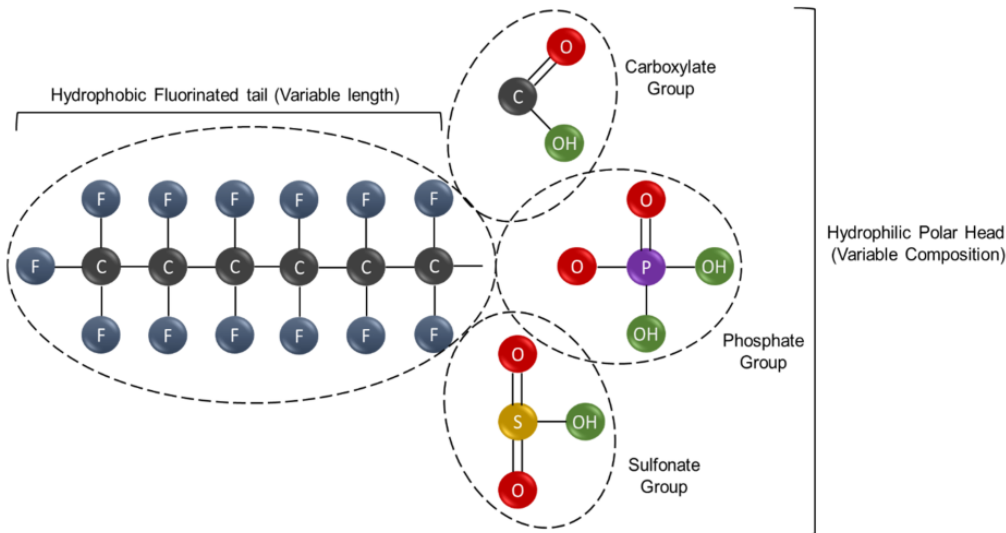 Hydrophobic Fluorinated tail (Variable length)
O
C
OH
Carboxylate
Group
F F F F F F
F C C C C C C
F F F F F F
O
O P OH
OH
Phosphate
Group
Hydrophilic Polar Head
(Variable Composition)
O
S OH
O
Sulfonate
Group